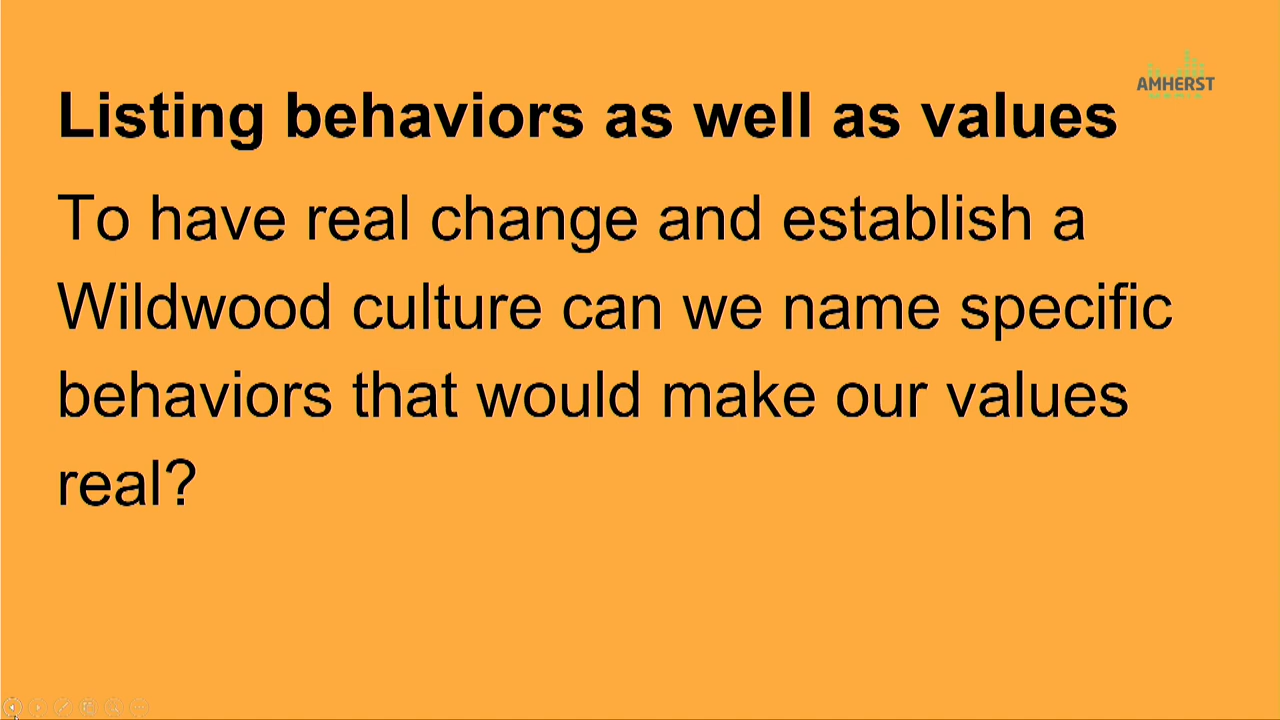 AMHERST
Listing behaviors as well as values
To have real change and establish a
Wildwood culture can we name specific
behaviors that would make our values
real?